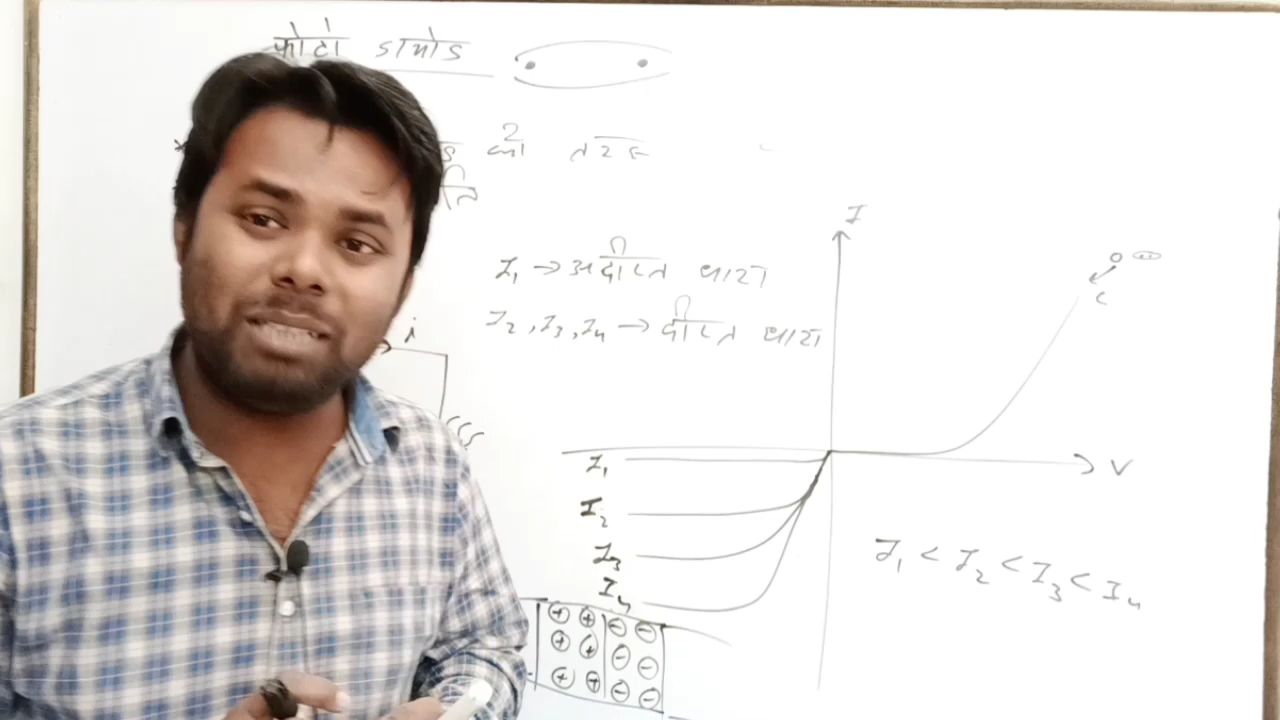 फोटो डायोड
को
I₁ → अदीप्त धारा
I₂, I₃, I₄ → दीप्त धारा
i
I
V
I₁
I₂
I₃
I₄
I₁ < I₂ < I₃ < I₄
+ + - -
+ + - -
+ + - -